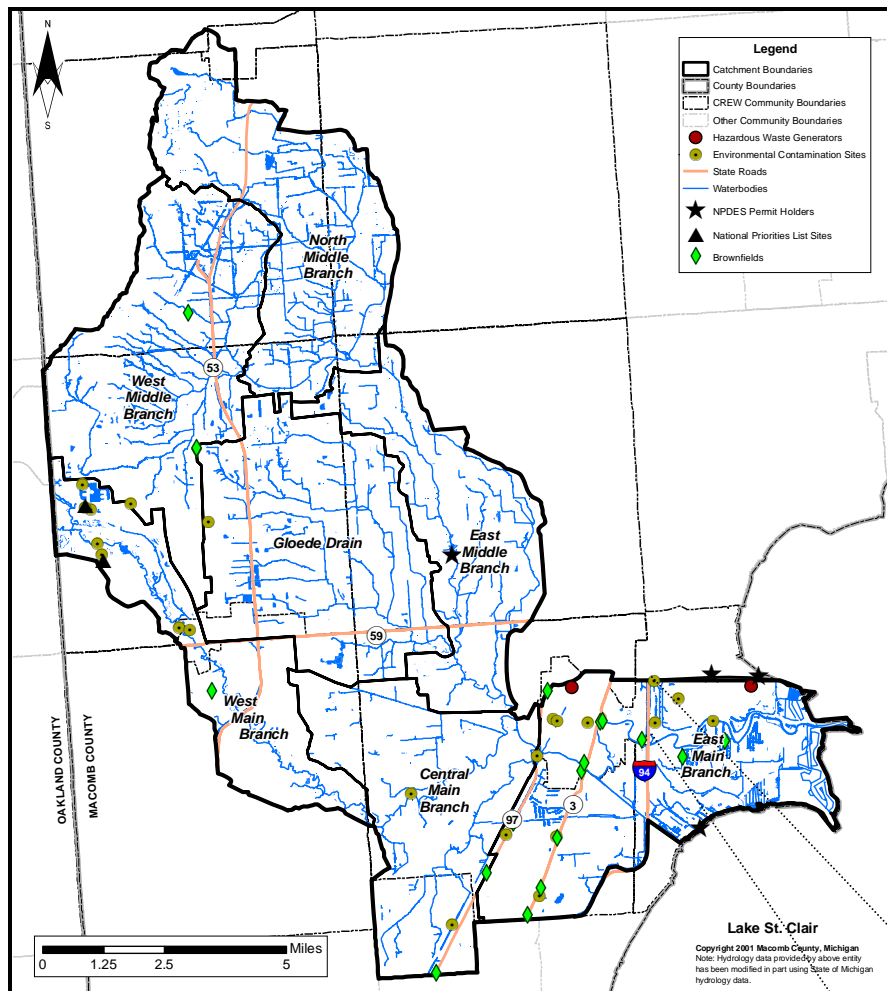 N
S
Legend
Catchment Boundaries
County Boundaries
CREW Community Boundaries
Other Community Boundaries
Hazardous Waste Generators
Environmental Contamination Sites
State Roads
Waterbodies
NPDES Permit Holders
National Priorities List Sites
Brownfields
North
Middle
Branch
53
West
Middle
Branch
Gloede Drain
East
Middle
Branch
59
West
Main
Branch
OAKLAND COUNTY
MACOMB COUNTY
Central
Main
Branch
97
3
94
East
Main
Branch
Lake St. Clair
Miles
0
1.25
2.5
5
Copyright 2001 Macomb County, Michigan
Note: Hydrology data provided by above entity
has been modified in part using State of Michigan
hydrology data.